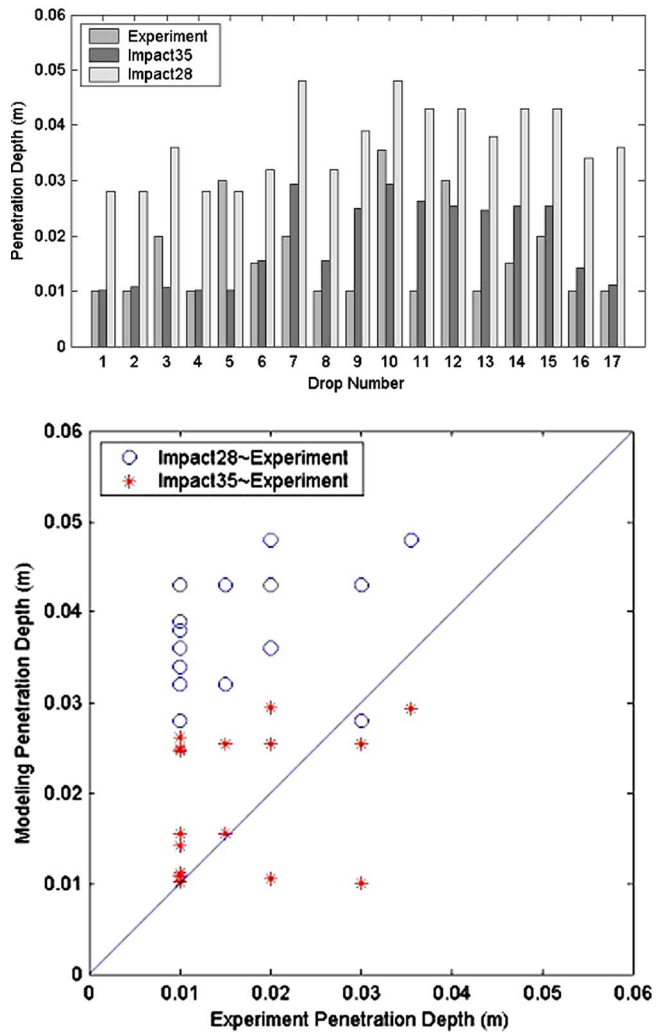 0.06
0.05
0.04
0.03
0.02
0.01
0
Penetration Depth (m)
Experiment
Impact35
Impact28
1 2 3 4 5 6 7 8 9 10 11 12 13 14 15 16 17
Drop Number
0.06
0.05
0.04
0.03
0.02
0.01
0
Modeling Penetration Depth (m)
Impact28~Experiment
Impact35~Experiment
0 0.01 0.02 0.03 0.04 0.05 0.06
Experiment Penetration Depth (m)